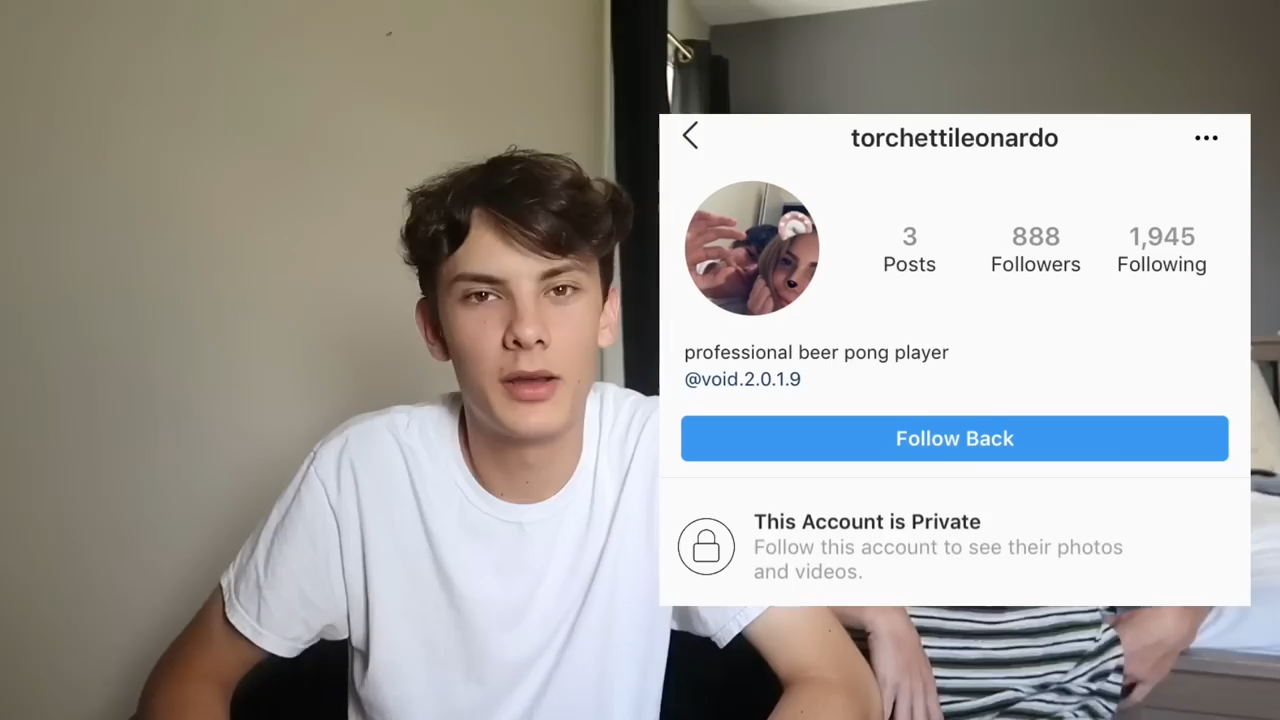 torchettileonardo
3 888 1,945
Posts Followers Following
professional beer pong player
@void.2.0.1.9
Follow Back
This Account is Private
Follow this account to see their photos
and videos.